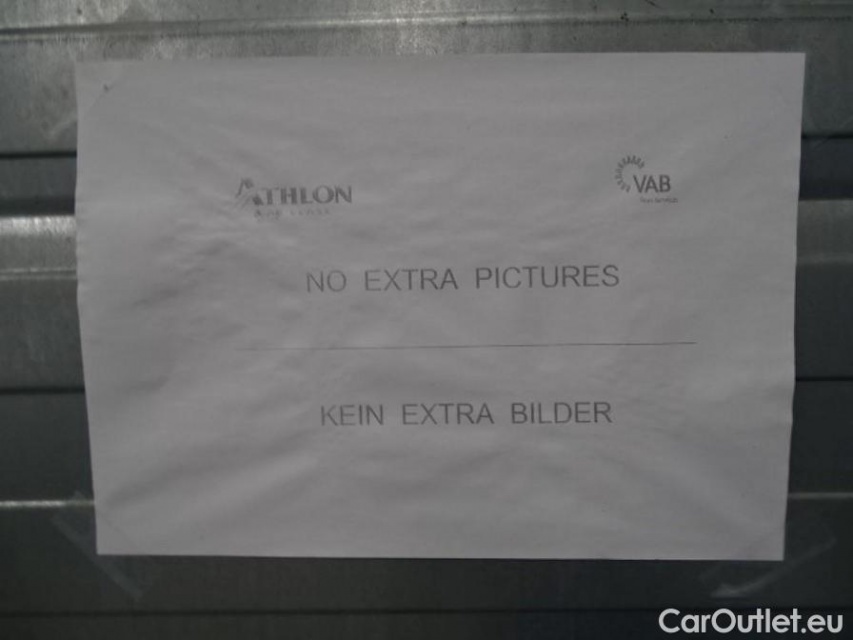 ATHLON
VAB
NO EXTRA PICTURES
KEIN EXTRA BILDER
CarOutlet.eu